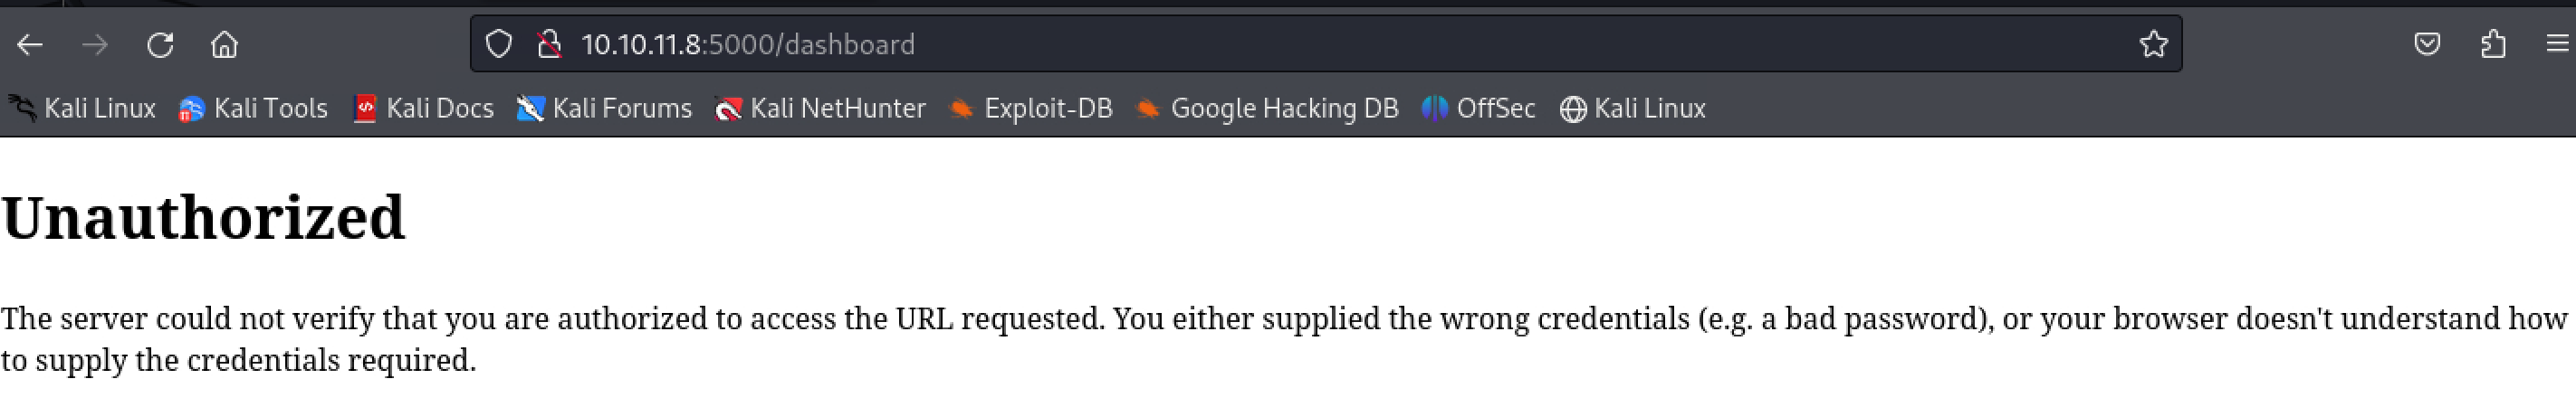 10.10.11.8:5000/dashboard
Kali Linux Kali Tools Kali Docs Kali Forums Kali NetHunter Exploit-DB Google Hacking DB OffSec Kali Linux
Unauthorized
The server could not verify that you are authorized to access the URL requested. You either supplied the wrong credentials (e.g. a bad password), or your browser doesn't understand how
to supply the credentials required.